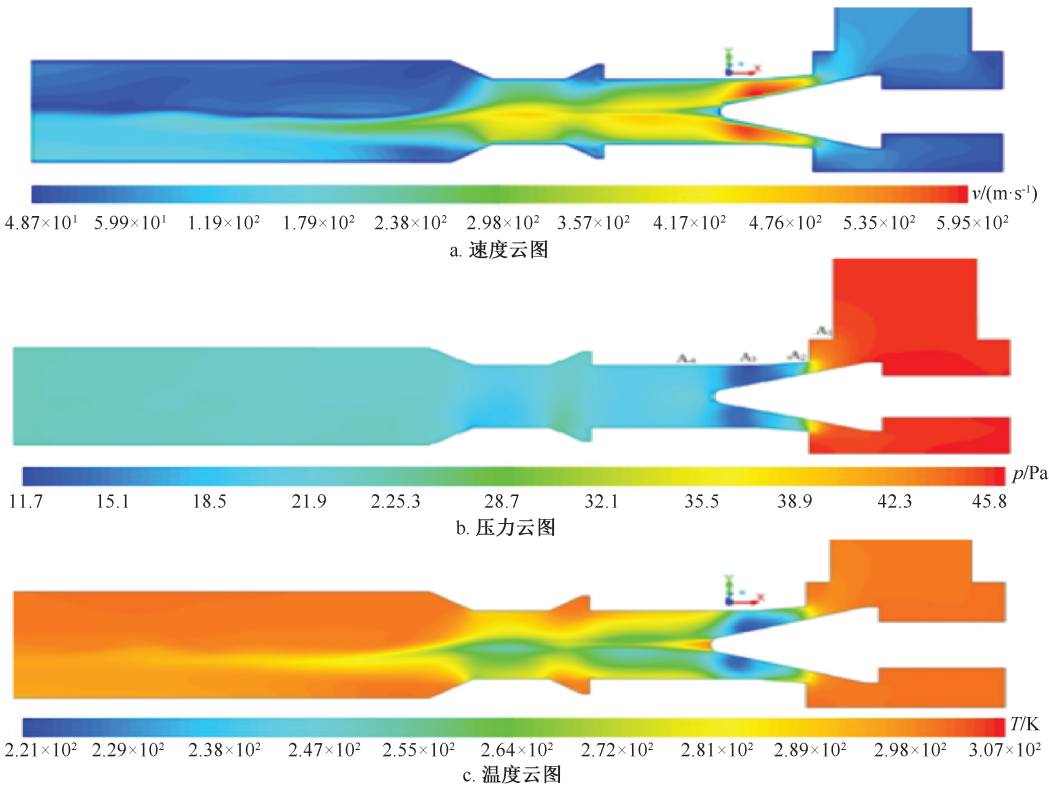 v/(m·s⁻¹)
4.87×10¹ 5.99×10¹ 1.19×10² 1.79×10² 2.38×10² 2.98×10² 3.57×10² 4.17×10² 4.76×10² 5.35×10² 5.95×10²
a. 速度云图
p/Pa
11.7 15.1 18.5 21.9 2.25.3 28.7 32.1 35.5 38.9 42.3 45.8
b. 压力云图
T/K
2.21×10² 2.29×10² 2.38×10² 2.47×10² 2.55×10² 2.64×10² 2.72×10² 2.81×10² 2.89×10² 2.98×10² 3.07×10²
c. 温度云图